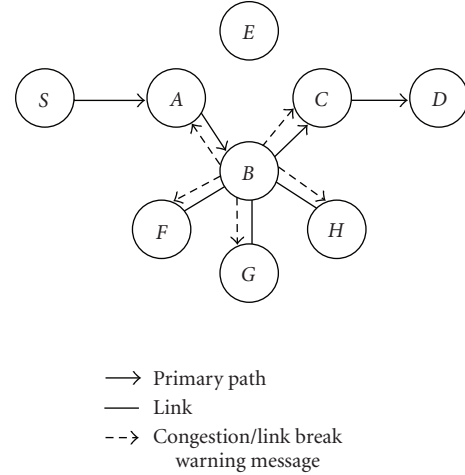 E
S
A
C
D
B
F
H
G
Primary path
Link
Congestion/link break
warning message